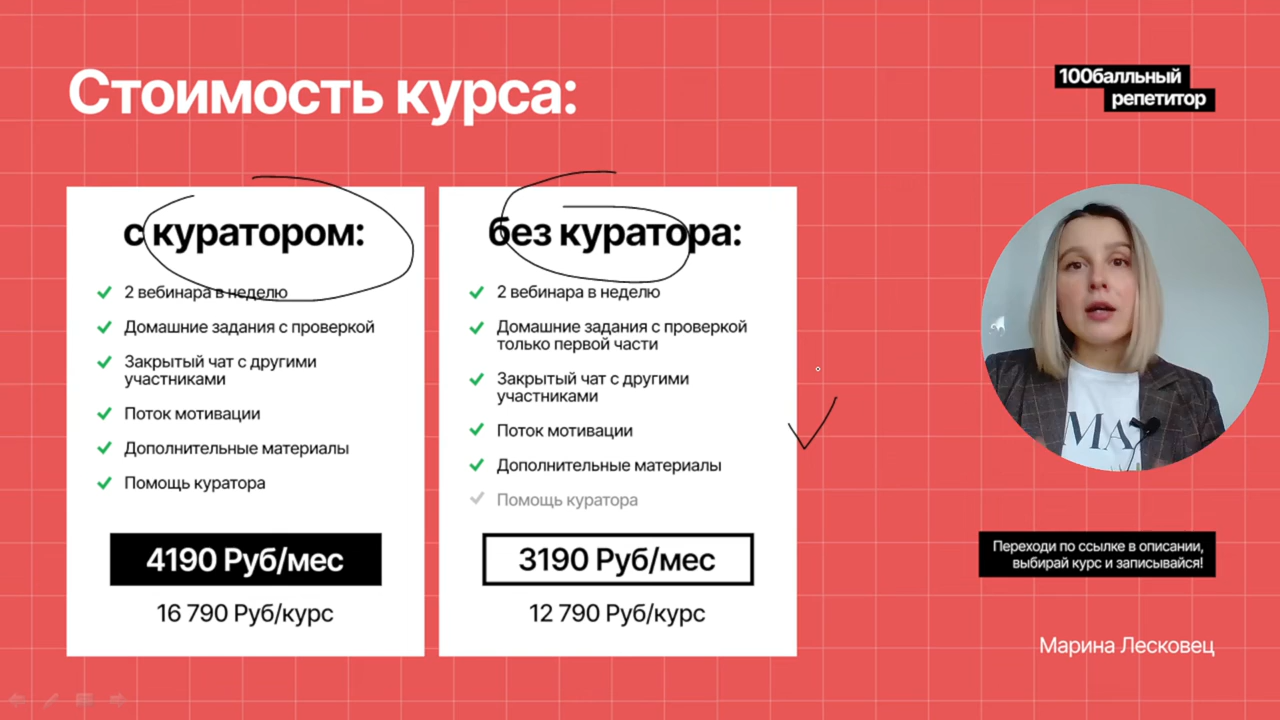 Стоимость курса:
100балльный
репетитор
с куратором:
2 вебинара в неделю
Домашние задания с проверкой
Закрытый чат с другими
участниками
Поток мотивации
Дополнительные материалы
Помощь куратора
4190 Руб/мес
16 790 Руб/курс
без куратора:
2 вебинара в неделю
Домашние задания с проверкой
только первой части
Закрытый чат с другими
участниками
Поток мотивации
Дополнительные материалы
Помощь куратора
3190 Руб/мес
12 790 Руб/курс
Переходи по ссылке в описании,
выбирай курс и записывайся!
Марина Лесковец